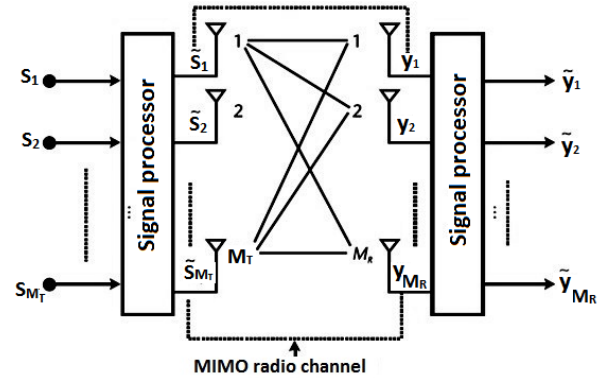 S1
S̃1
1
1
y1
ỹ1
S2
S̃2
2
2
y2
ỹ2
Signal processor
...
Signal processor
...
SMT
S̃MT
MT
MR
yMR
ỹMR
MIMO radio channel